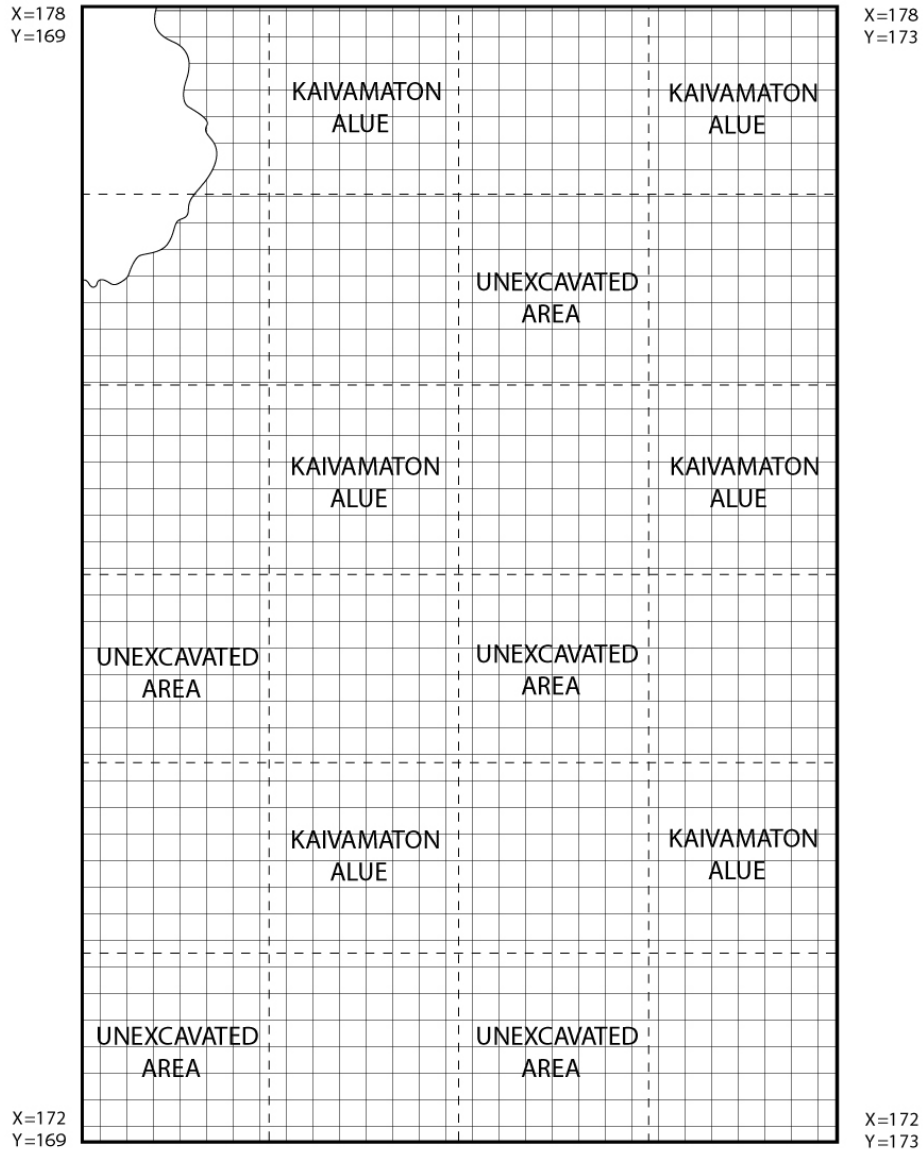 X=178
Y=169
X=178
Y=173
KAIVAMATON
ALUE
KAIVAMATON
ALUE
UNEXCAVATED
AREA
KAIVAMATON
ALUE
KAIVAMATON
ALUE
UNEXCAVATED
AREA
UNEXCAVATED
AREA
KAIVAMATON
ALUE
KAIVAMATON
ALUE
UNEXCAVATED
AREA
UNEXCAVATED
AREA
X=172
Y=169
X=172
Y=173